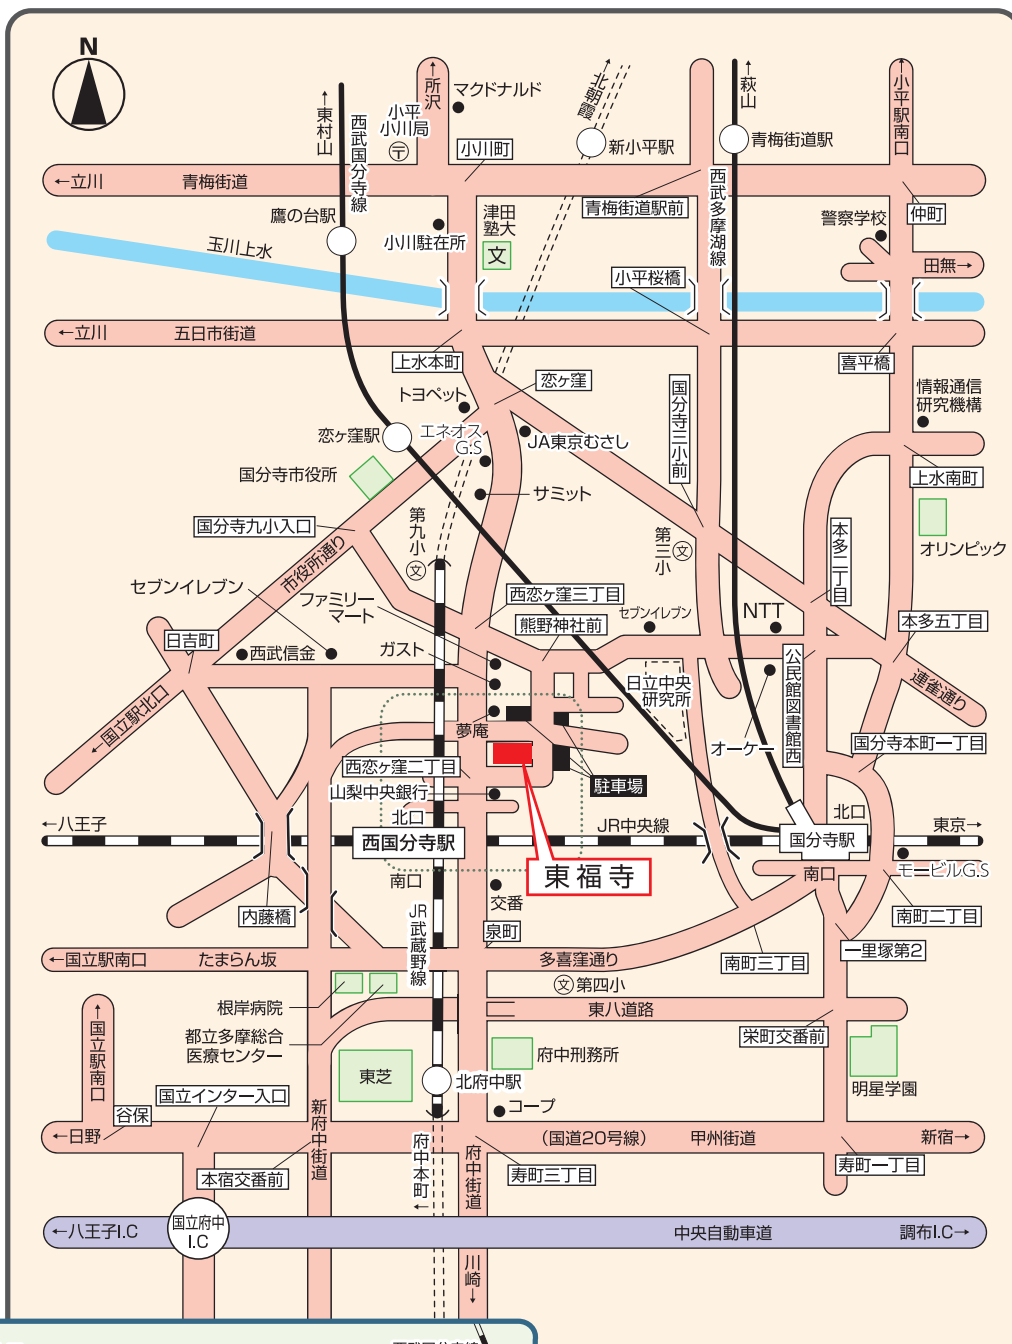 N
←東村山
西武国分寺線
小平
小川局
〒
←所沢
マクドナルド
小川町
北朝霞
新小平駅
←萩山
青梅街道駅
←小平駅南口
←立川
青梅街道
青梅街道駅前
西武多摩湖線
仲町
鷹の台駅
小川駐在所
津田
塾大
文
警察学校
田無→
玉川上水
小平桜橋
←立川
五日市街道
上水本町
喜平橋
恋ヶ窪
トヨペット
国分寺三小前
情報通信
研究機構
恋ヶ窪駅
エネオス
G.S
JA東京むさし
国分寺市役所
サミット
上水南町
国分寺九小入口
第九小
文
第三小
文
本多一丁目
オリンピック
市役所通り
セブンイレブン
ファミリー
マート
西恋ヶ窪三丁目
セブンイレブン
NTT
熊野神社前
本多五丁目
日吉町
西武信金
ガスト
日立中央
研究所
公民館図書館西
連雀通り
←国立駅北口
夢庵
オーケー
国分寺本町一丁目
西恋ヶ窪二丁目
駐車場
山梨中央銀行
←八王子
北口
西国分寺駅
JR中央線
北口
国分寺駅
東京→
南口
東福寺
南口
モービルG.S
内藤橋
交番
南町二丁目
JR武蔵野線
泉町
←国立駅南口
たまらん坂
多喜窪通り
南町三丁目
一里塚第2
文
第四小
根岸病院
東八道路
←国立駅南口
都立多摩総合
医療センター
栄町交番前
東芝
府中刑務所
北府中駅
明星学園
国立インター入口
コープ
谷保
←日野
新府中街道
(国道20号線)
甲州街道
新宿→
本宿交番前
府中本町
←
府中街道
寿町三丁目
寿町一丁目
←八王子I.C
国立府中
I.C
中央自動車道
調布I.C→
川崎→